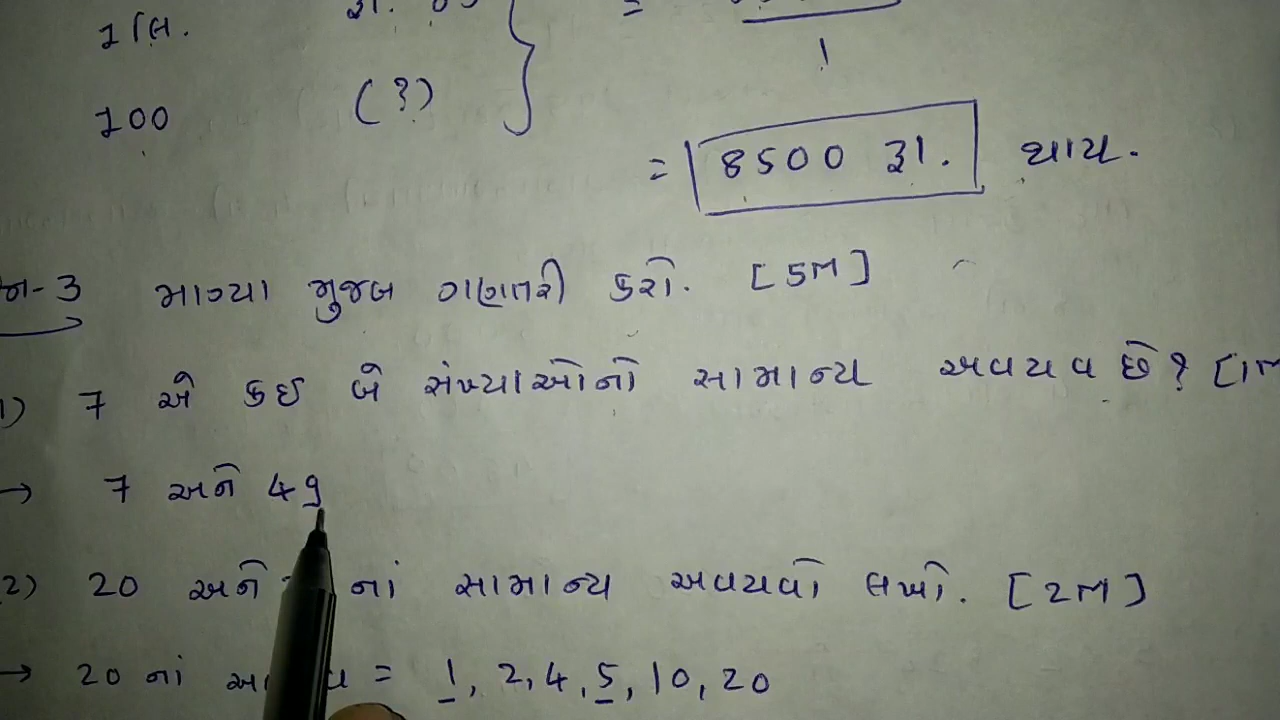 1 લિ.
1
100 (?)
= 8500 રૂા. થાય.
-3 માગ્યા મુજબ ગણતરી કરો. [5M]
1) 7 એ કઈ બે સંખ્યાઓનો સામાન્ય અવયવ છે? [1M
→ 7 અને 49
2) 20 અને નાં સામાન્ય અવયવો લખો. [2M]
→ 20 નાં = 1, 2, 4, 5, 10, 20